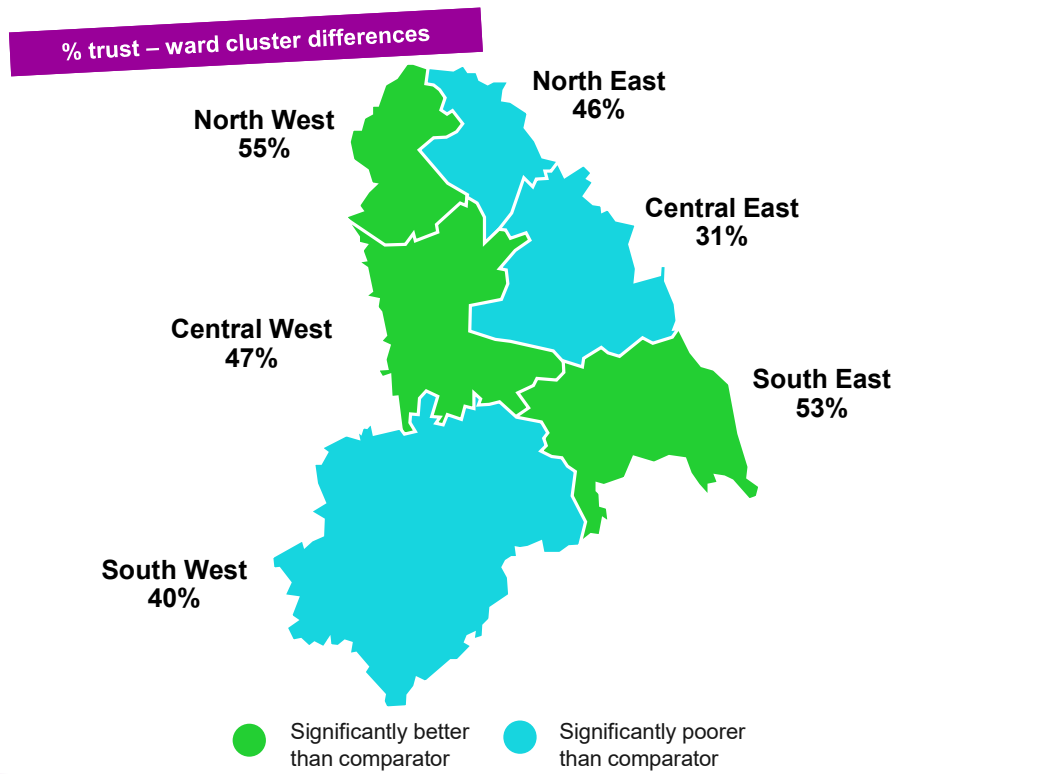 % trust – ward cluster differences
North East
46%
North West
55%
Central East
31%
Central West
47%
South East
53%
South West
40%
Significantly better
than comparator
Significantly poorer
than comparator